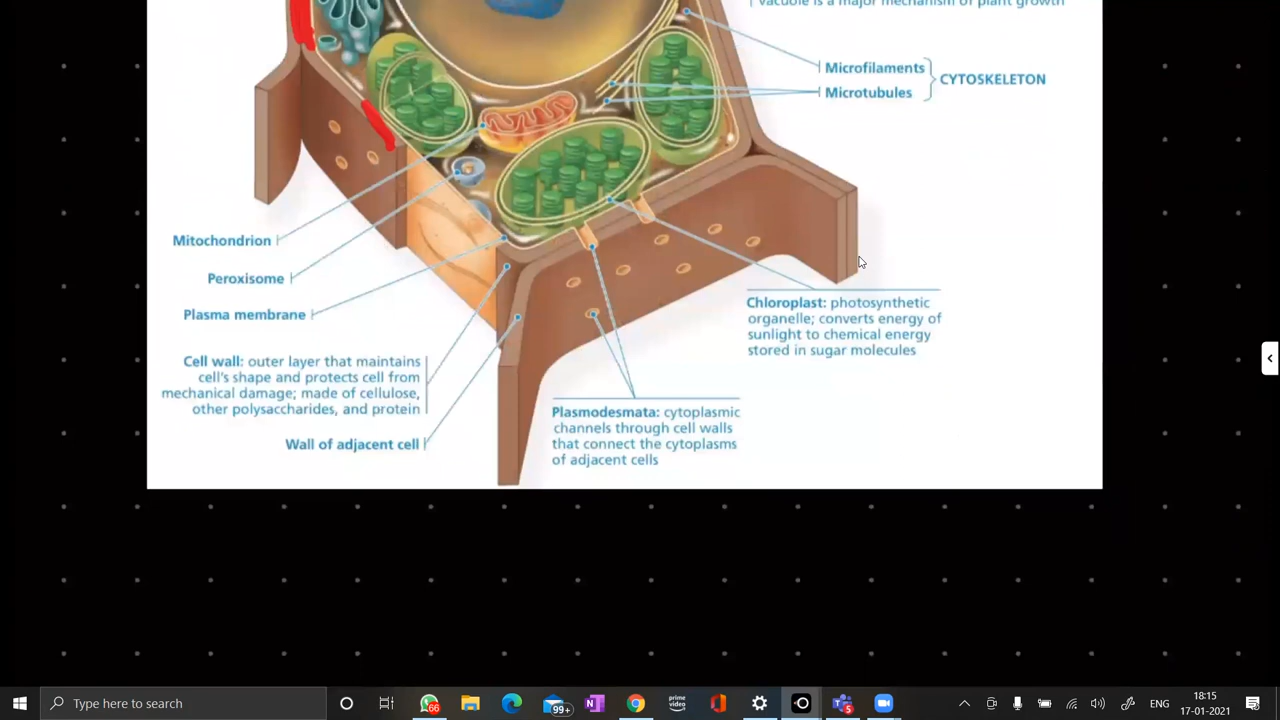 vacuole is a major mechanism of plant growth
Microfilaments
CYTOSKELETON
Microtubules
Mitochondrion
Peroxisome
Plasma membrane
Chloroplast: photosynthetic
organelle; converts energy of
sunlight to chemical energy
stored in sugar molecules
Cell wall: outer layer that maintains
cell's shape and protects cell from
mechanical damage; made of cellulose,
other polysaccharides, and protein
Wall of adjacent cell
Plasmodesmata: cytoplasmic
channels through cell walls
that connect the cytoplasms
of adjacent cells
Type here to search
66
99+
N
prime
video
5
ENG
18:15
17-01-2021